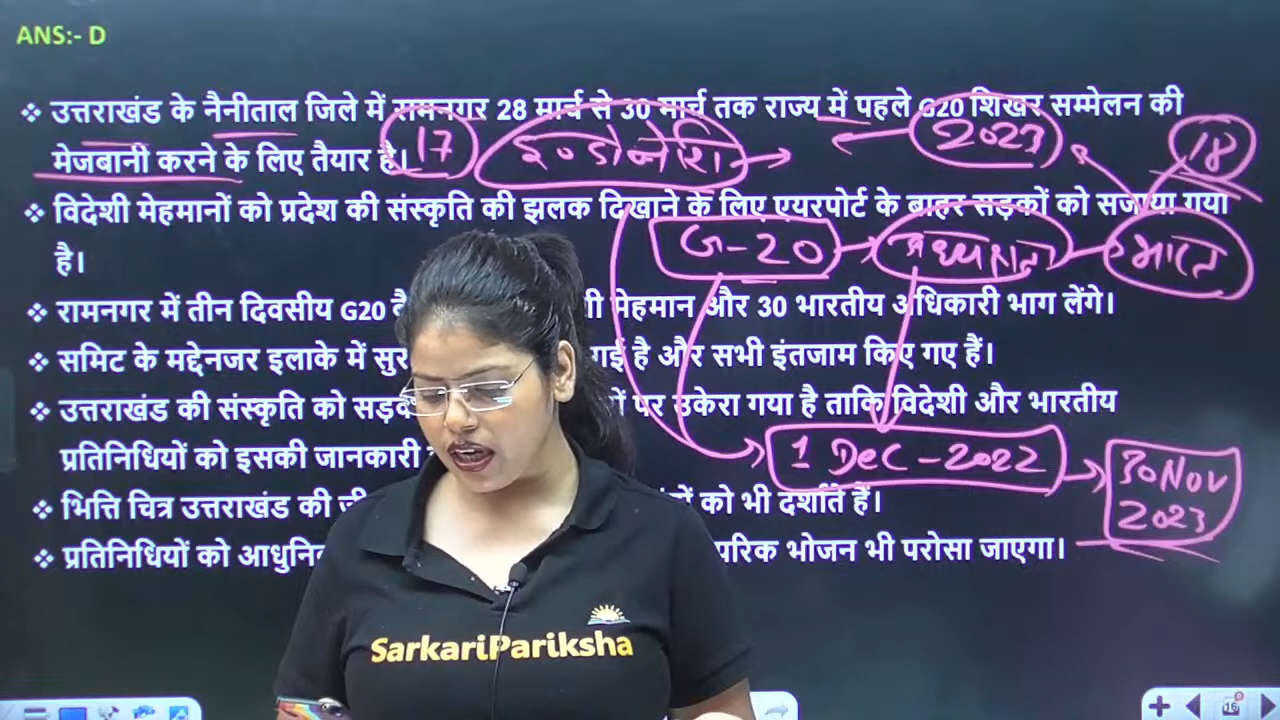 ANS:- D
❖ उत्तराखंड के नैनीताल जिले में रामनगर 28 मार्च से 30 मार्च तक राज्य में पहले G20 शिखर सम्मेलन की
मेजबानी करने के लिए तैयार है।
17 इन्डोनेशि 2023 18
❖ विदेशी मेहमानों को प्रदेश की संस्कृति की झलक दिखाने के लिए एयरपोर्ट के बाहर सड़कों को सजाया गया
है।
G-20 अध्यक्षता भारत
❖ रामनगर में तीन दिवसीय G20 मेहमान और 30 भारतीय अधिकारी भाग लेंगे।
❖ समिट के मद्देनजर इलाके में गई है और सभी इंतजाम किए गए हैं।
❖ उत्तराखंड की संस्कृति को पर उकेरा गया है ताकि विदेशी और भारतीय
प्रतिनिधियों को इसकी जानकारी
1 Dec-2022 30 Nov
2023
❖ भित्ति चित्र उत्तराखंड की को भी दर्शाते हैं।
❖ प्रतिनिधियों को भोजन भी परोसा जाएगा।
SarkariPariksha
16